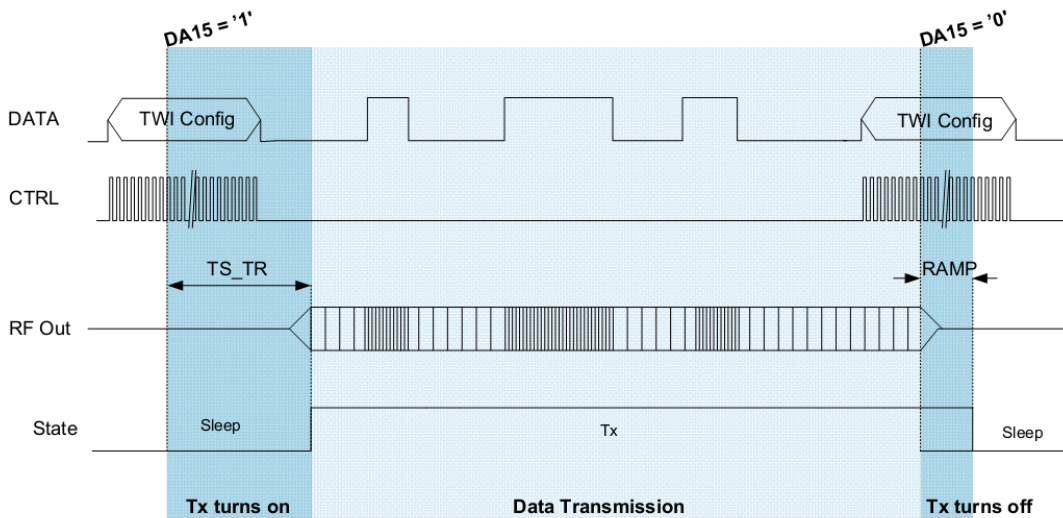 DA15 = '1'
DA15 = '0'
DATA
TWI Config
TWI Config
CTRL
TS_TR
RAMP
RF Out
State
Sleep
Tx
Sleep
Tx turns on
Data Transmission
Tx turns off